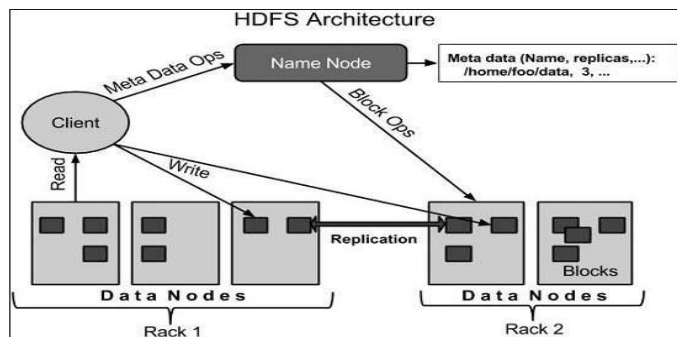 HDFS Architecture
Meta Data Ops
Name Node
Meta data (Name, replicas,...):
/home/foo/data, 3, ...
Client
Block Ops
Read
Write
Replication
Blocks
Data Nodes
Data Nodes
Rack 1
Rack 2